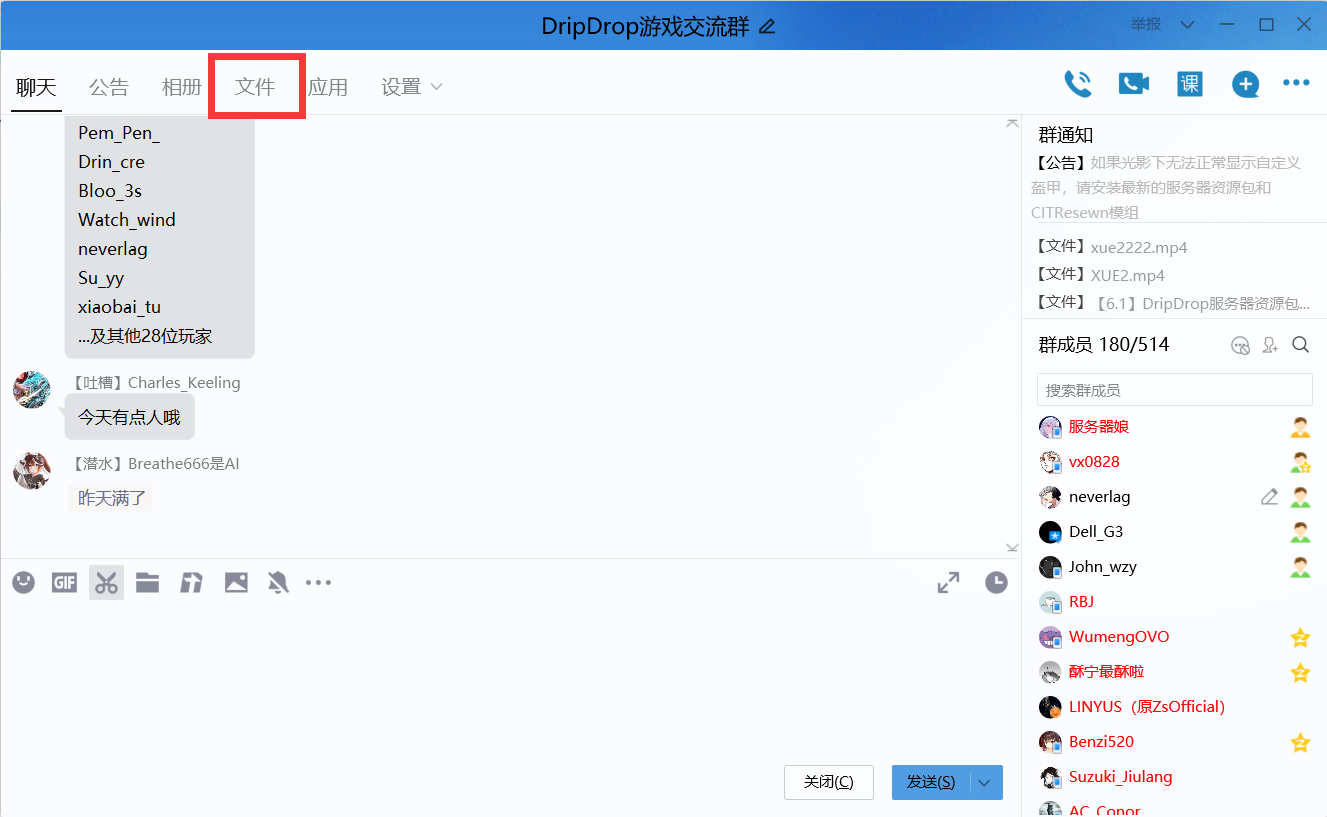 DripDrop游戏交流群
举报
聊天
公告
相册
文件
应用
设置
课
Pem_Pen_
Drin_cre
Bloo_3s
Watch_wind
neverlag
Su_yy
xiaobai_tu
...及其他28位玩家
【吐槽】Charles_Keeling
今天有点人哦
【潜水】Breathe666是AI
昨天满了
GIF
关闭(C)
发送(S)
群通知
【公告】如果光影下无法正常显示自定义
盔甲，请安装最新的服务器资源包和
CITResewn模组
【文件】xue2222.mp4
【文件】XUE2.mp4
【文件】【6.1】DripDrop服务器资源包...
群成员 180/514
搜索群成员
服务器娘
vx0828
neverlag
Dell_G3
John_wzy
RBJ
WumengOVO
酥宁最酥啦
LINYUS（原ZsOfficial）
Benzi520
Suzuki_Jiulang
AC_Conor